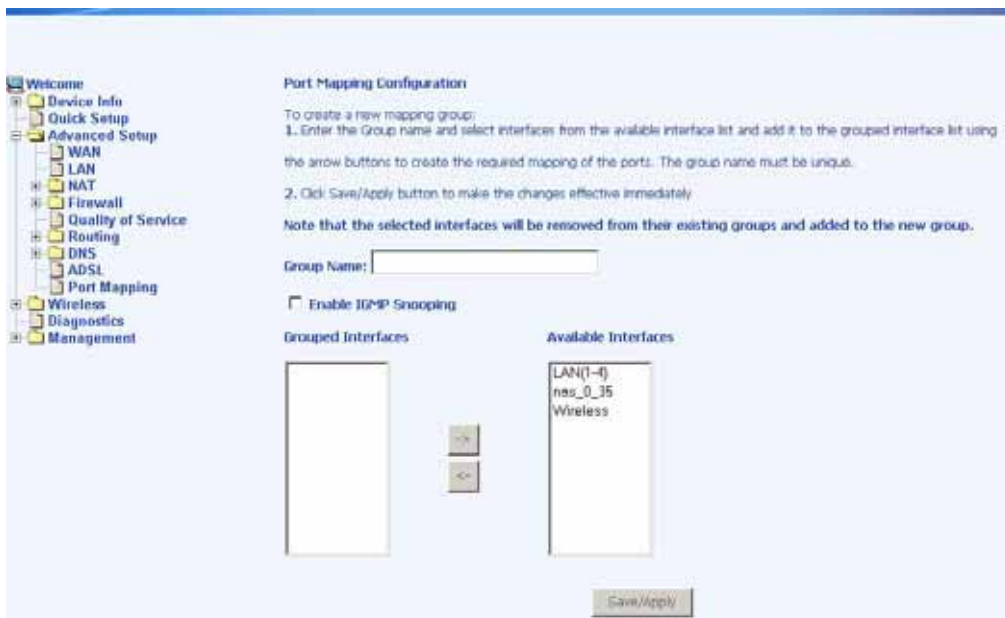 Welcome
Device Info
Quick Setup
Advanced Setup
WAN
LAN
NAT
Firewall
Quality of Service
Routing
DNS
ADSL
Port Mapping
Wireless
Diagnostics
Management
Port Mapping Configuration
To create a new mapping group:
1. Enter the Group name and select interfaces from the available interface list and add it to the grouped interface list using
the arrow buttons to create the required mapping of the ports. The group name must be unique.
2. Click Save/Apply button to make the changes effective immediately
Note that the selected interfaces will be removed from their existing groups and added to the new group.
Group Name:
Enable IGMP Snooping
Grouped Interfaces
Available Interfaces
LAN(1-4)
nas_0_35
Wireless
->
<-
Save/Apply